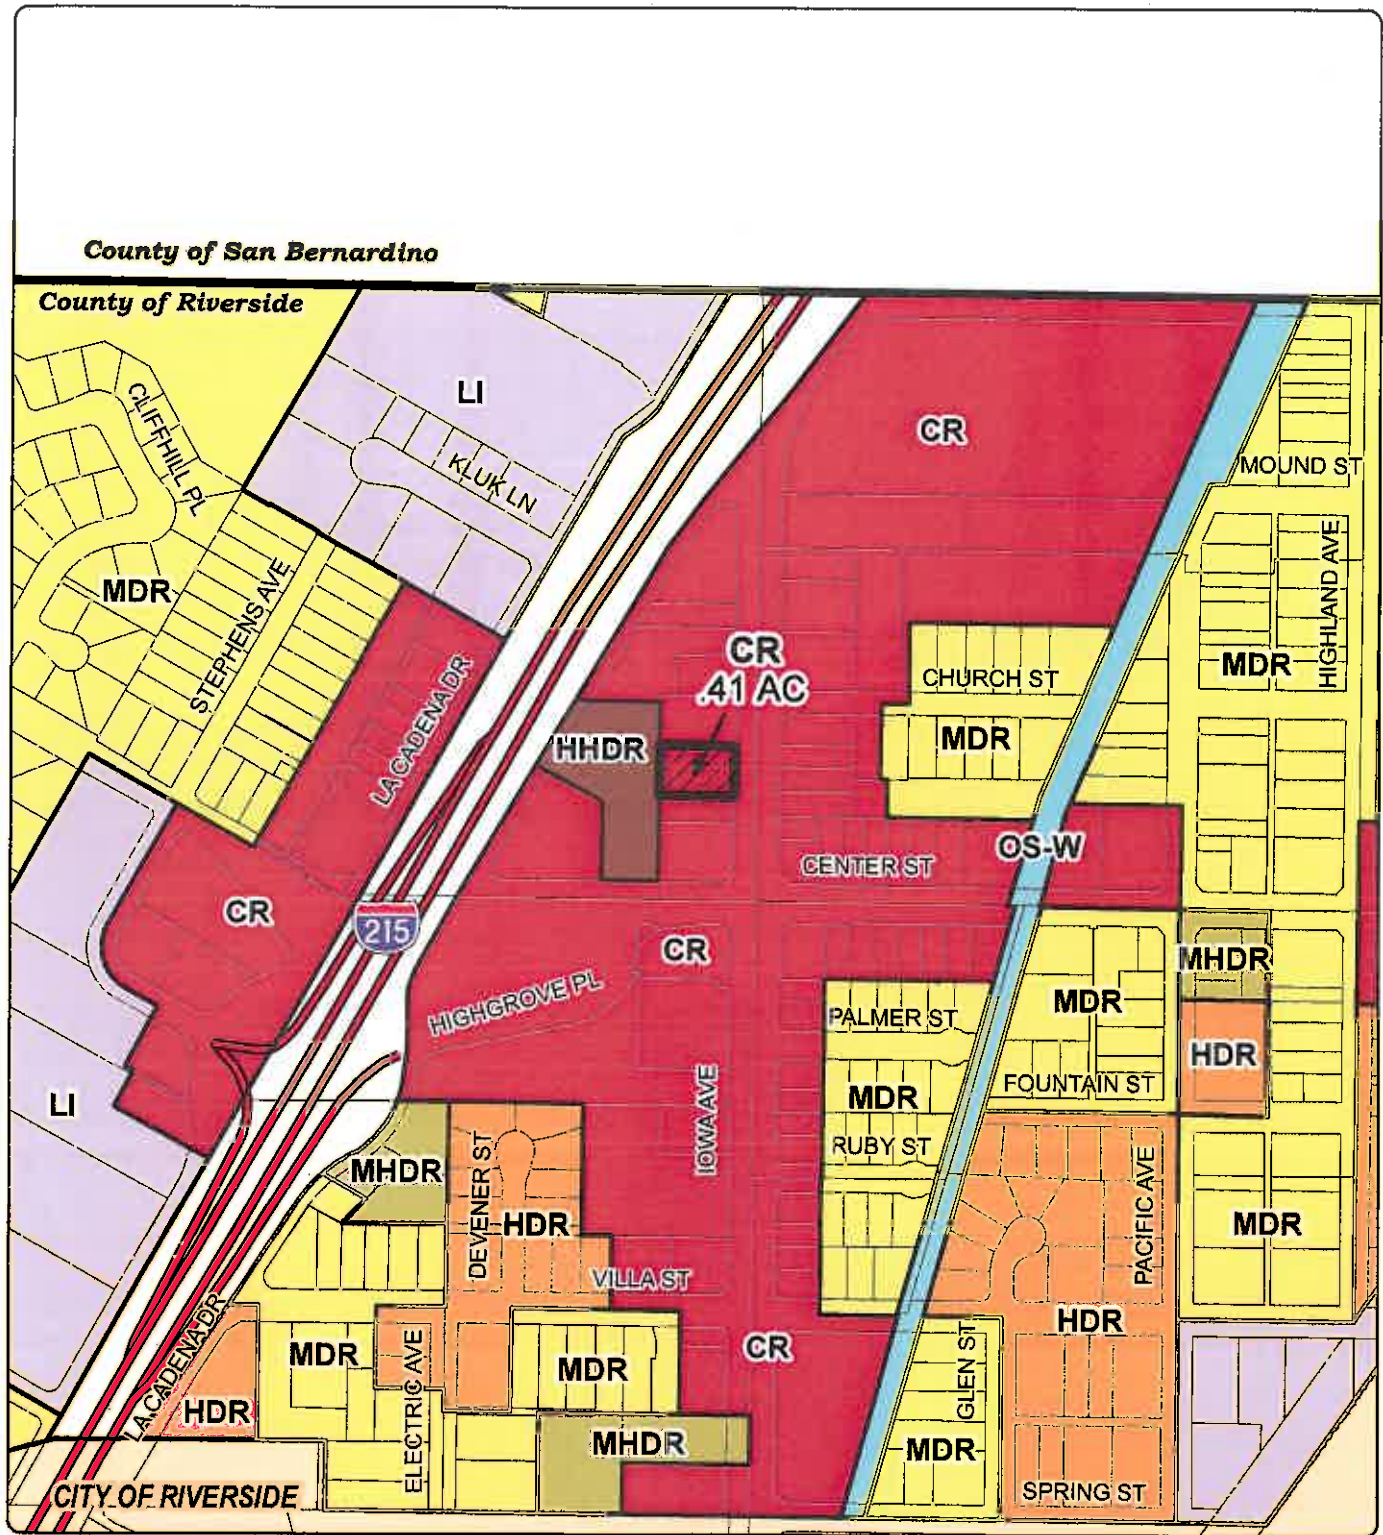 County of San Bernardino
County of Riverside
LI
CR
CLIFFHILL PL
KLUK LN
MOUND ST
HIGHLAND AVE
MDR
STEPHENS AVE
LA CADENA DR
CR
.41 AC
CHURCH ST
MDR
MDR
HHDR
OS-W
CENTER ST
CR
215
CR
MHDR
HIGHGROVE PL
PALMER ST
MDR
HDR
LI
IOWA AVE
MDR
FOUNTAIN ST
RUBY ST
MHDR
DEVENER ST
HDR
PACIFIC AVE
MDR
VILLA ST
LA CADENA DR
MDR
ELECTRIC AVE
MDR
CR
GLEN ST
HDR
HDR
MHDR
MDR
CITY OF RIVERSIDE
SPRING ST